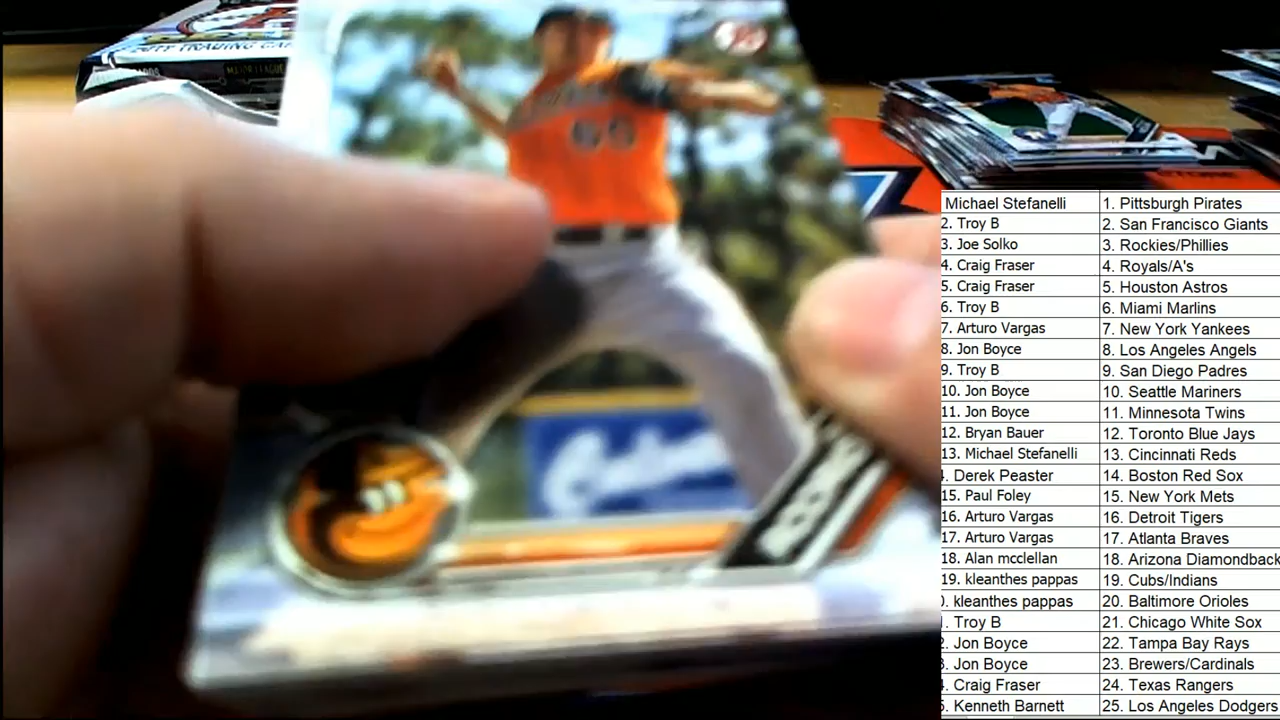 TRADING CA
MAJOR LEAGUE
65
Michael Stefanelli 1. Pittsburgh Pirates
2. Troy B 2. San Francisco Giants
3. Joe Solko 3. Rockies/Phillies
4. Craig Fraser 4. Royals/A's
5. Craig Fraser 5. Houston Astros
6. Troy B 6. Miami Marlins
7. Arturo Vargas 7. New York Yankees
8. Jon Boyce 8. Los Angeles Angels
9. Troy B 9. San Diego Padres
10. Jon Boyce 10. Seattle Mariners
11. Jon Boyce 11. Minnesota Twins
12. Bryan Bauer 12. Toronto Blue Jays
13. Michael Stefanelli 13. Cincinnati Reds
. Derek Peaster 14. Boston Red Sox
15. Paul Foley 15. New York Mets
16. Arturo Vargas 16. Detroit Tigers
17. Arturo Vargas 17. Atlanta Braves
18. Alan mcclellan 18. Arizona Diamondback
19. kleanthes pappas 19. Cubs/Indians
. kleanthes pappas 20. Baltimore Orioles
. Troy B 21. Chicago White Sox
. Jon Boyce 22. Tampa Bay Rays
. Jon Boyce 23. Brewers/Cardinals
. Craig Fraser 24. Texas Rangers
. Kenneth Barnett 25. Los Angeles Dodgers